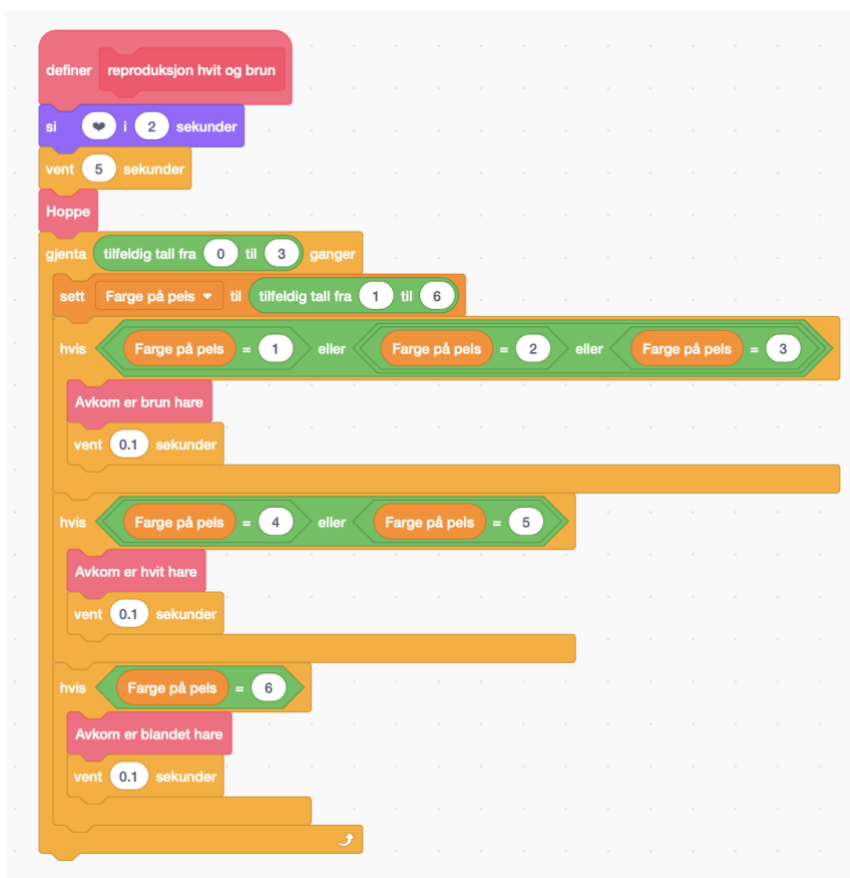 definer reproduksjon hvit og brun
si ❤ i 2 sekunder
vent 5 sekunder
Hoppe
gjenta tilfeldig tall fra 0 til 3 ganger
sett Farge på pels til tilfeldig tall fra 1 til 6
hvis Farge på pels = 1 eller Farge på pels = 2 eller Farge på pels = 3
Avkom er brun hare
vent 0.1 sekunder
hvis Farge på pels = 4 eller Farge på pels = 5
Avkom er hvit hare
vent 0.1 sekunder
hvis Farge på pels = 6
Avkom er blandet hare
vent 0.1 sekunder